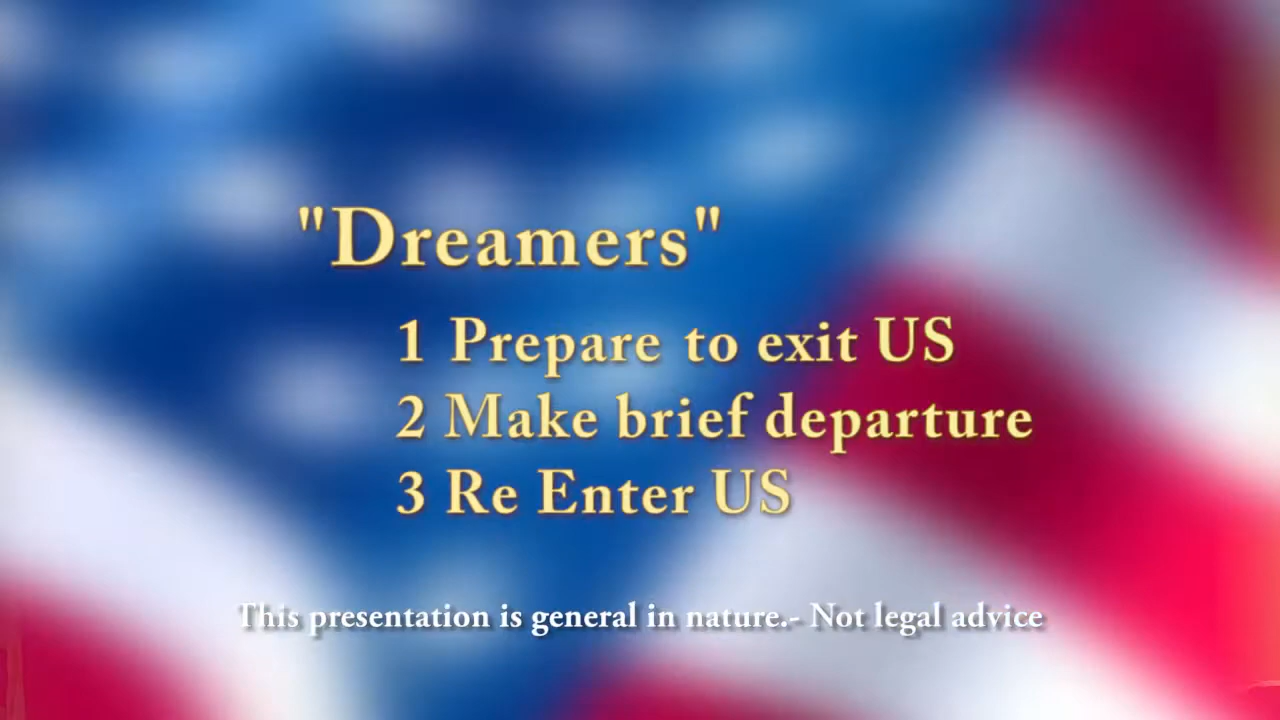 "Dreamers"
1 Prepare to exit US
2 Make brief departure
3 Re Enter US
This presentation is general in nature.- Not legal advice